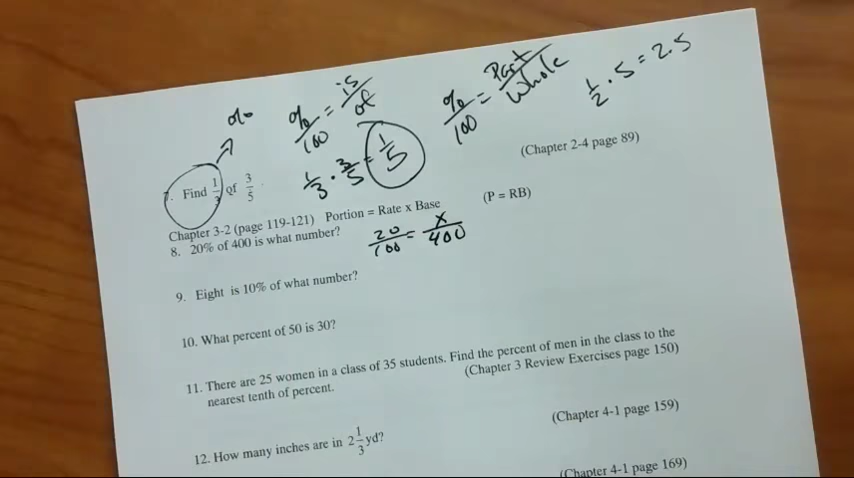 %
%/100 = is/of
%/100 = Part/Whole
1/2 · 5 = 2.5
1/3 · 3/5 = 1/5
(Chapter 2-4 page 89)
7. Find 1/3 of 3/5
Chapter 3-2 (page 119-121) Portion = Rate x Base (P = RB)
8. 20% of 400 is what number?
20/100 = x/400
9. Eight is 10% of what number?
10. What percent of 50 is 30?
11. There are 25 women in a class of 35 students. Find the percent of men in the class to the
nearest tenth of percent. (Chapter 3 Review Exercises page 150)
(Chapter 4-1 page 159)
12. How many inches are in 2 1/3 yd?
(Chapter 4-1 page 169)